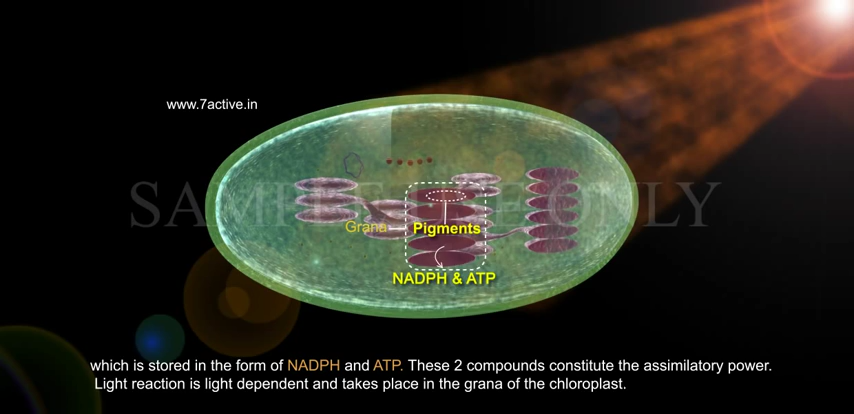 www.7active.in
SAMPLE ONLY
Grana
Pigments
NADPH & ATP
which is stored in the form of NADPH and ATP. These 2 compounds constitute the assimilatory power.
Light reaction is light dependent and takes place in the grana of the chloroplast.